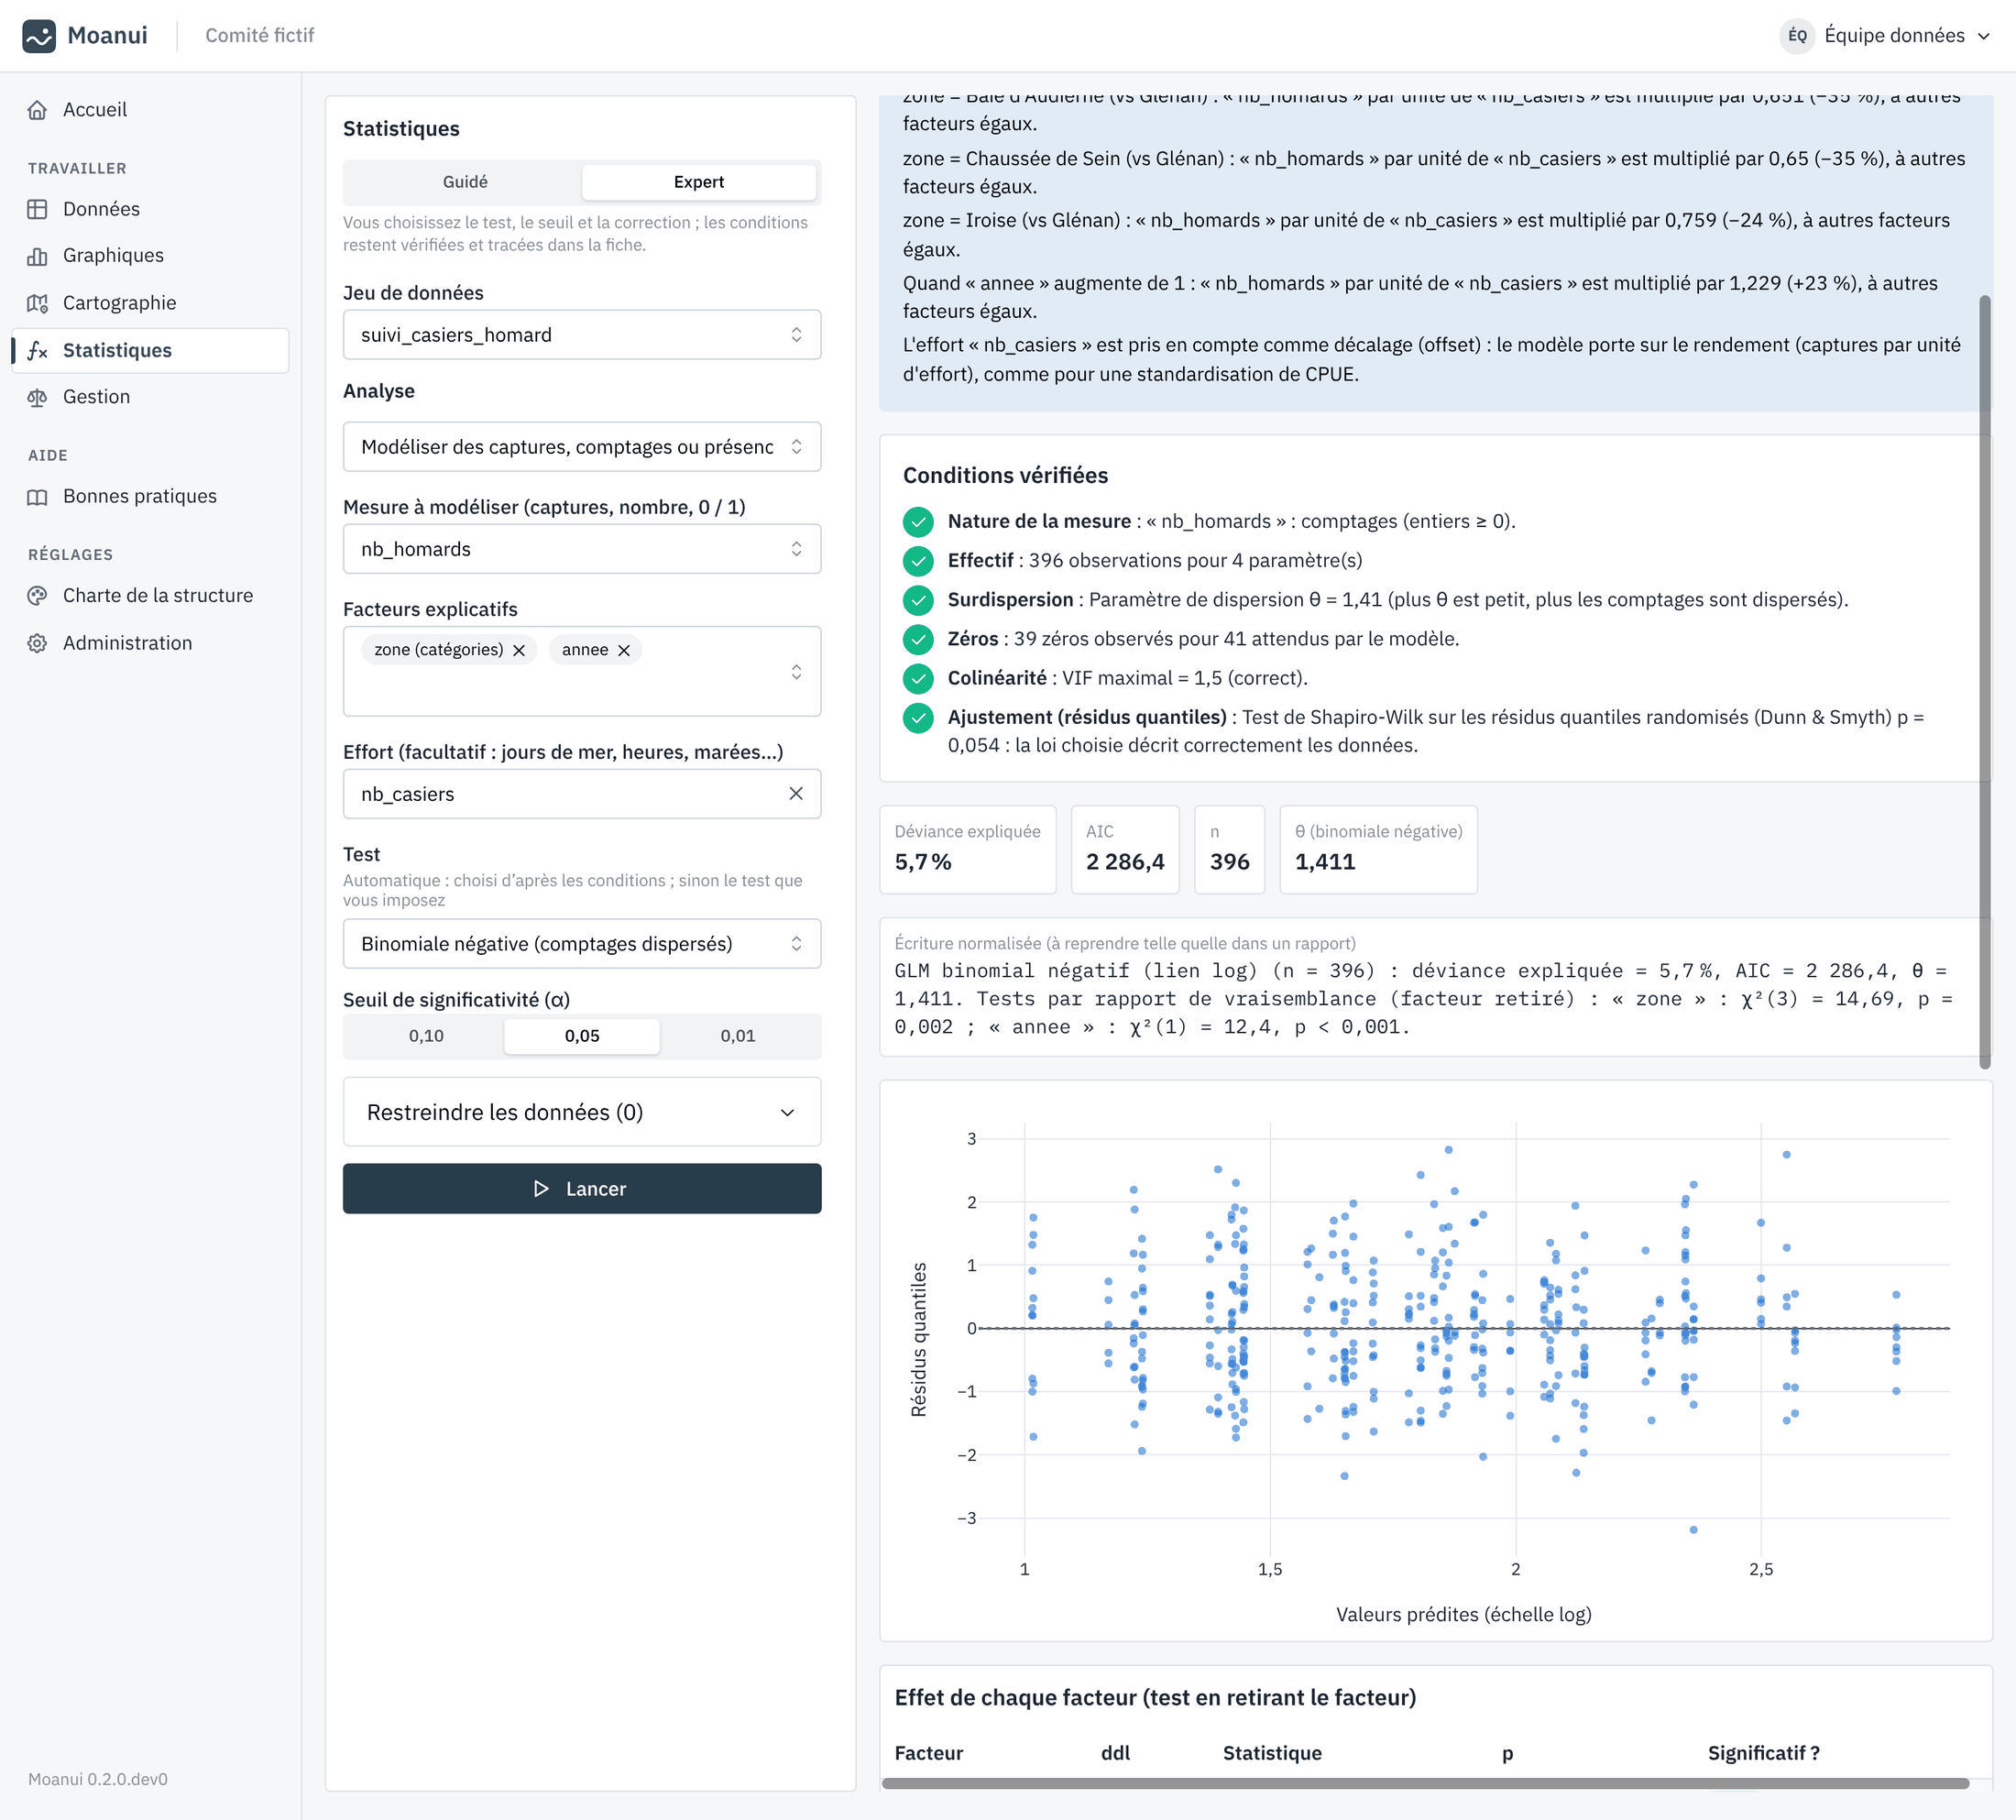 Moanui
Comité fictif
ÉQ
Équipe données
Accueil
TRAVAILLER
Données
Graphiques
Cartographie
Statistiques
Gestion
AIDE
Bonnes pratiques
RÉGLAGES
Charte de la structure
Administration
Moanui 0.2.0.dev0
Statistiques
Guidé
Expert
Vous choisissez le test, le seuil et la correction ; les conditions
restent vérifiées et tracées dans la fiche.
Jeu de données
suivi_casiers_homard
Analyse
Modéliser des captures, comptages ou présenc
Mesure à modéliser (captures, nombre, 0 / 1)
nb_homards
Facteurs explicatifs
zone (catégories)
annee
Effort (facultatif : jours de mer, heures, marées…)
nb_casiers
Test
Automatique : choisi d’après les conditions ; sinon le test que
vous imposez
Binomiale négative (comptages dispersés)
Seuil de significativité (α)
0,10
0,05
0,01
Restreindre les données (0)
Lancer
zone = Baie d'Audierne (vs Glénan) : « nb_homards » par unité de « nb_casiers » est multiplié par 0,651 (−35 %), à autres
facteurs égaux.
zone = Chaussée de Sein (vs Glénan) : « nb_homards » par unité de « nb_casiers » est multiplié par 0,65 (−35 %), à autres
facteurs égaux.
zone = Iroise (vs Glénan) : « nb_homards » par unité de « nb_casiers » est multiplié par 0,759 (−24 %), à autres facteurs
égaux.
Quand « annee » augmente de 1 : « nb_homards » par unité de « nb_casiers » est multiplié par 1,229 (+23 %), à autres
facteurs égaux.
L'effort « nb_casiers » est pris en compte comme décalage (offset) : le modèle porte sur le rendement (captures par unité
d'effort), comme pour une standardisation de CPUE.
Conditions vérifiées
Nature de la mesure : « nb_homards » : comptages (entiers ≥ 0).
Effectif : 396 observations pour 4 paramètre(s)
Surdispersion : Paramètre de dispersion θ = 1,41 (plus θ est petit, plus les comptages sont dispersés).
Zéros : 39 zéros observés pour 41 attendus par le modèle.
Colinéarité : VIF maximal = 1,5 (correct).
Ajustement (résidus quantiles) : Test de Shapiro-Wilk sur les résidus quantiles randomisés (Dunn & Smyth) p =
0,054 : la loi choisie décrit correctement les données.
Déviance expliquée
5,7 %
AIC
2 286,4
n
396
θ (binomiale négative)
1,411
Écriture normalisée (à reprendre telle quelle dans un rapport)
GLM binomial négatif (lien log) (n = 396) : déviance expliquée = 5,7 %, AIC = 2 286,4, θ =
1,411. Tests par rapport de vraisemblance (facteur retiré) : « zone » : χ²(3) = 14,69, p =
0,002 ; « annee » : χ²(1) = 12,4, p < 0,001.
3
2
1
0
−1
−2
−3
Résidus quantiles
1
1,5
2
2,5
Valeurs prédites (échelle log)
Effet de chaque facteur (test en retirant le facteur)
Facteur
ddl
Statistique
p
Significatif ?